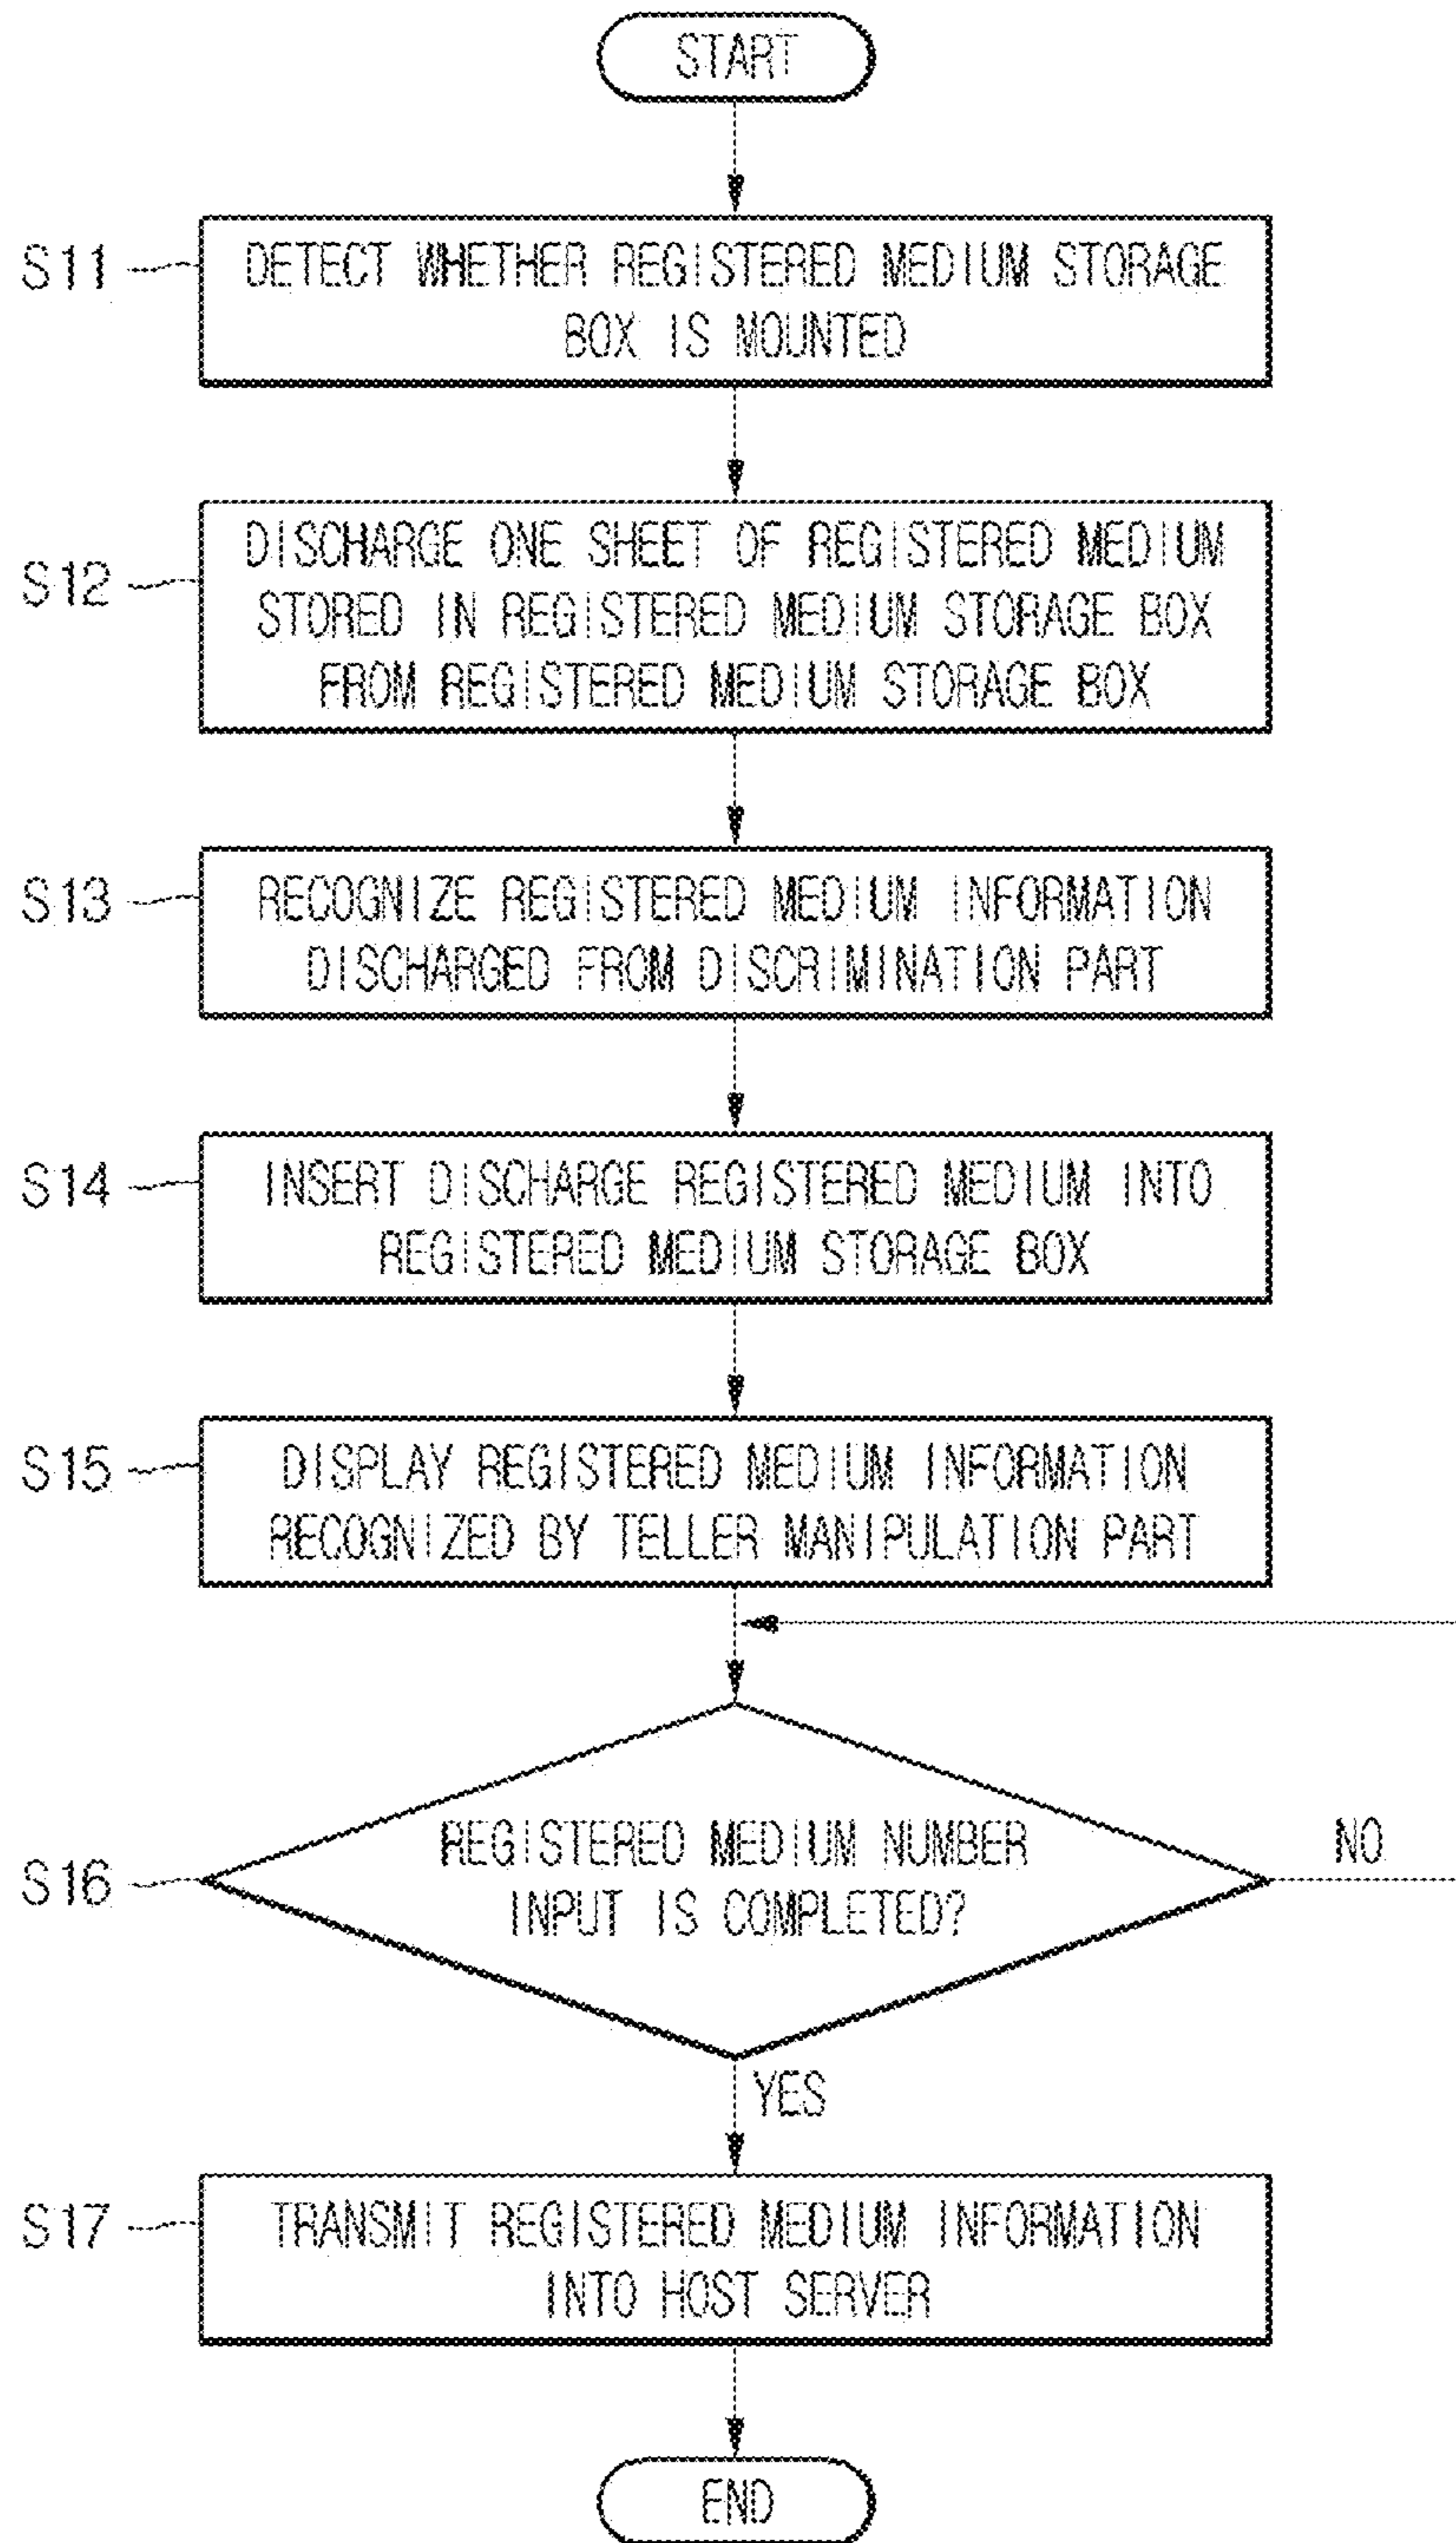 START
S11
DETECT WHETHER REGISTERED MEDIUM STORAGE
BOX IS MOUNTED
S12
DISCHARGE ONE SHEET OF REGISTERED MEDIUM
STORED IN REGISTERED MEDIUM STORAGE BOX
FROM REGISTERED MEDIUM STORAGE BOX
S13
RECOGNIZE REGISTERED MEDIUM INFORMATION
DISCHARGED FROM DISCRIMINATION PART
S14
INSERT DISCHARGE REGISTERED MEDIUM INTO
REGISTERED MEDIUM STORAGE BOX
S15
DISPLAY REGISTERED MEDIUM INFORMATION
RECOGNIZED BY TELLER MANIPULATION PART
S16
REGISTERED MEDIUM NUMBER
INPUT IS COMPLETED?
NO
YES
S17
TRANSMIT REGISTERED MEDIUM INFORMATION
INTO HOST SERVER
END